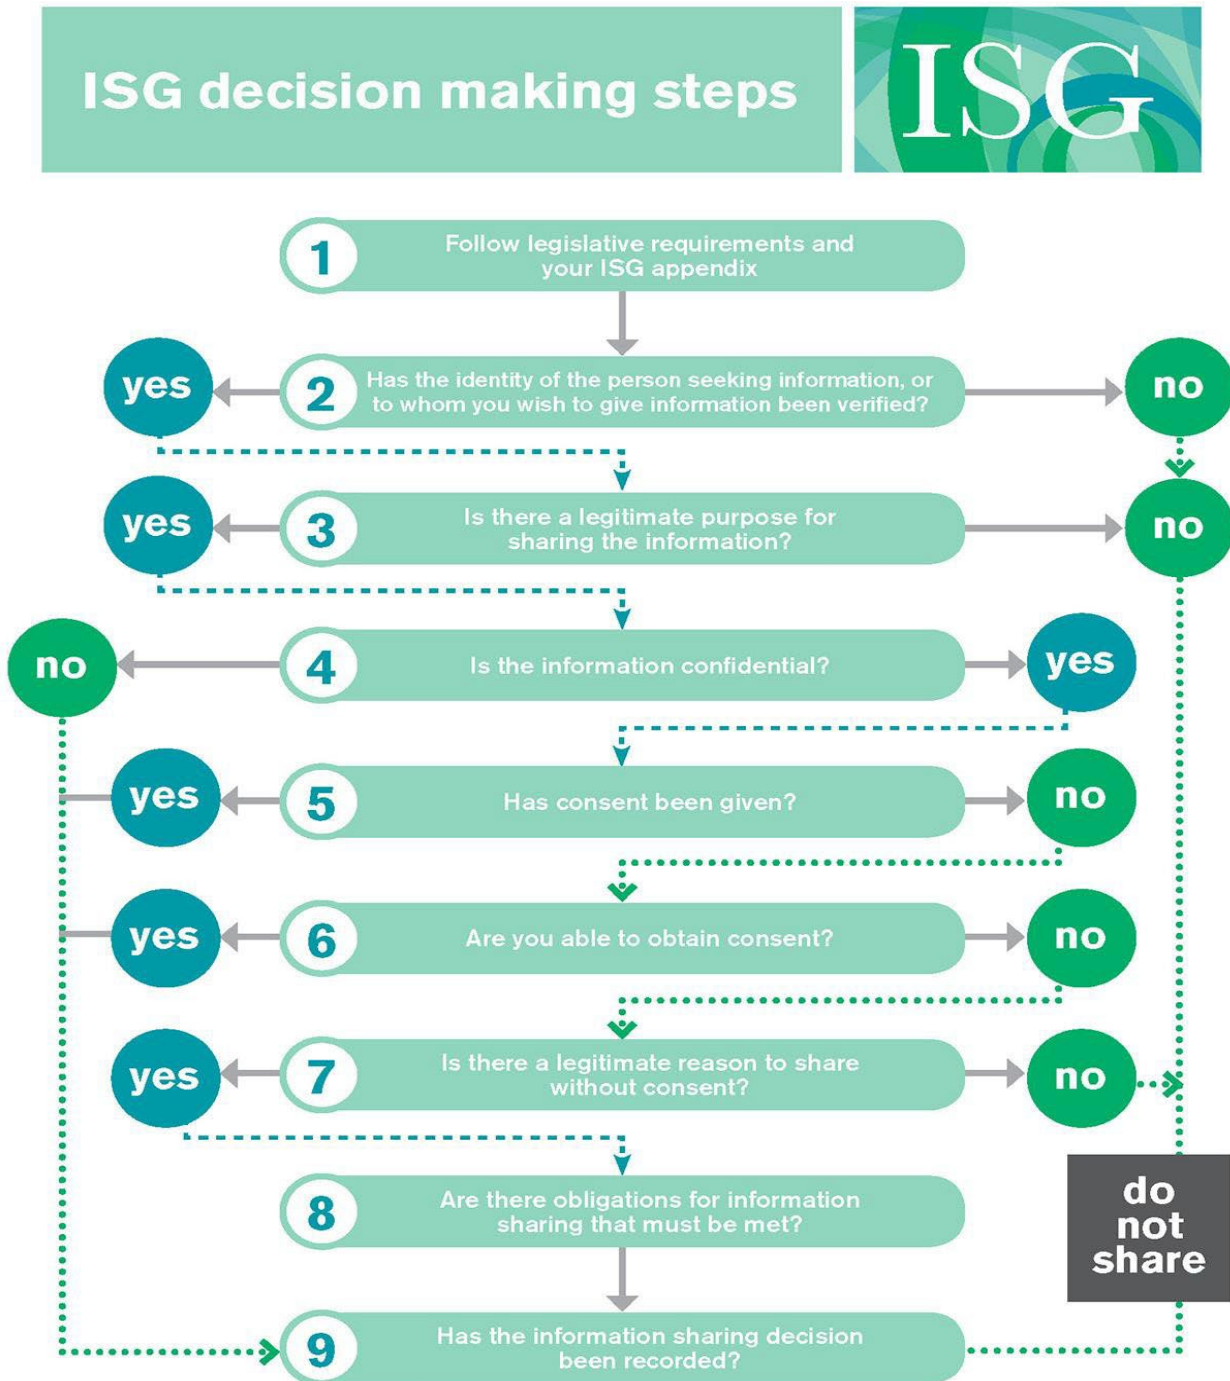 ISG decision making steps
ISG
1
Follow legislative requirements and
your ISG appendix
yes
2
Has the identity of the person seeking information, or
to whom you wish to give information been verified?
no
yes
3
Is there a legitimate purpose for
sharing the information?
no
no
4
Is the information confidential?
yes
yes
5
Has consent been given?
no
yes
6
Are you able to obtain consent?
no
yes
7
Is there a legitimate reason to share
without consent?
no
8
Are there obligations for information
sharing that must be met?
do
not
share
9
Has the information sharing decision
been recorded?